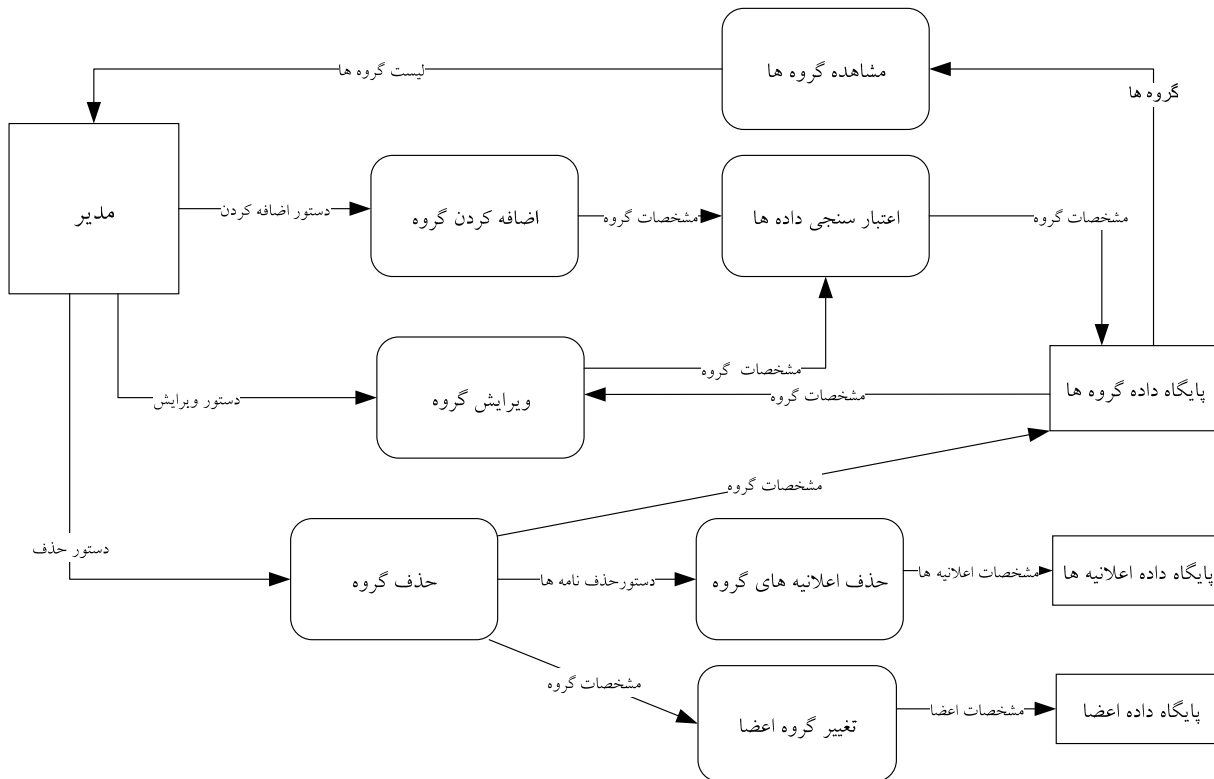 مشاهده گروه ها
لیست گروه ها
گروه ها
مدیر
دستور اضافه کردن
اضافه کردن گروه
مشخصات گروه
اعتبار سنجی داده ها
مشخصات گروه
مشخصات گروه
دستور ویرایش
ویرایش گروه
مشخصات گروه
پایگاه داده گروه ها
مشخصات گروه
دستور حذف
حذف گروه
دستورحذف نامه ها
حذف اعلانیه های گروه
مشخصات اعلانیه ها
پایگاه داده اعلانیه ها
مشخصات گروه
تغییر گروه اعضا
مشخصات اعضا
پایگاه داده اعضا